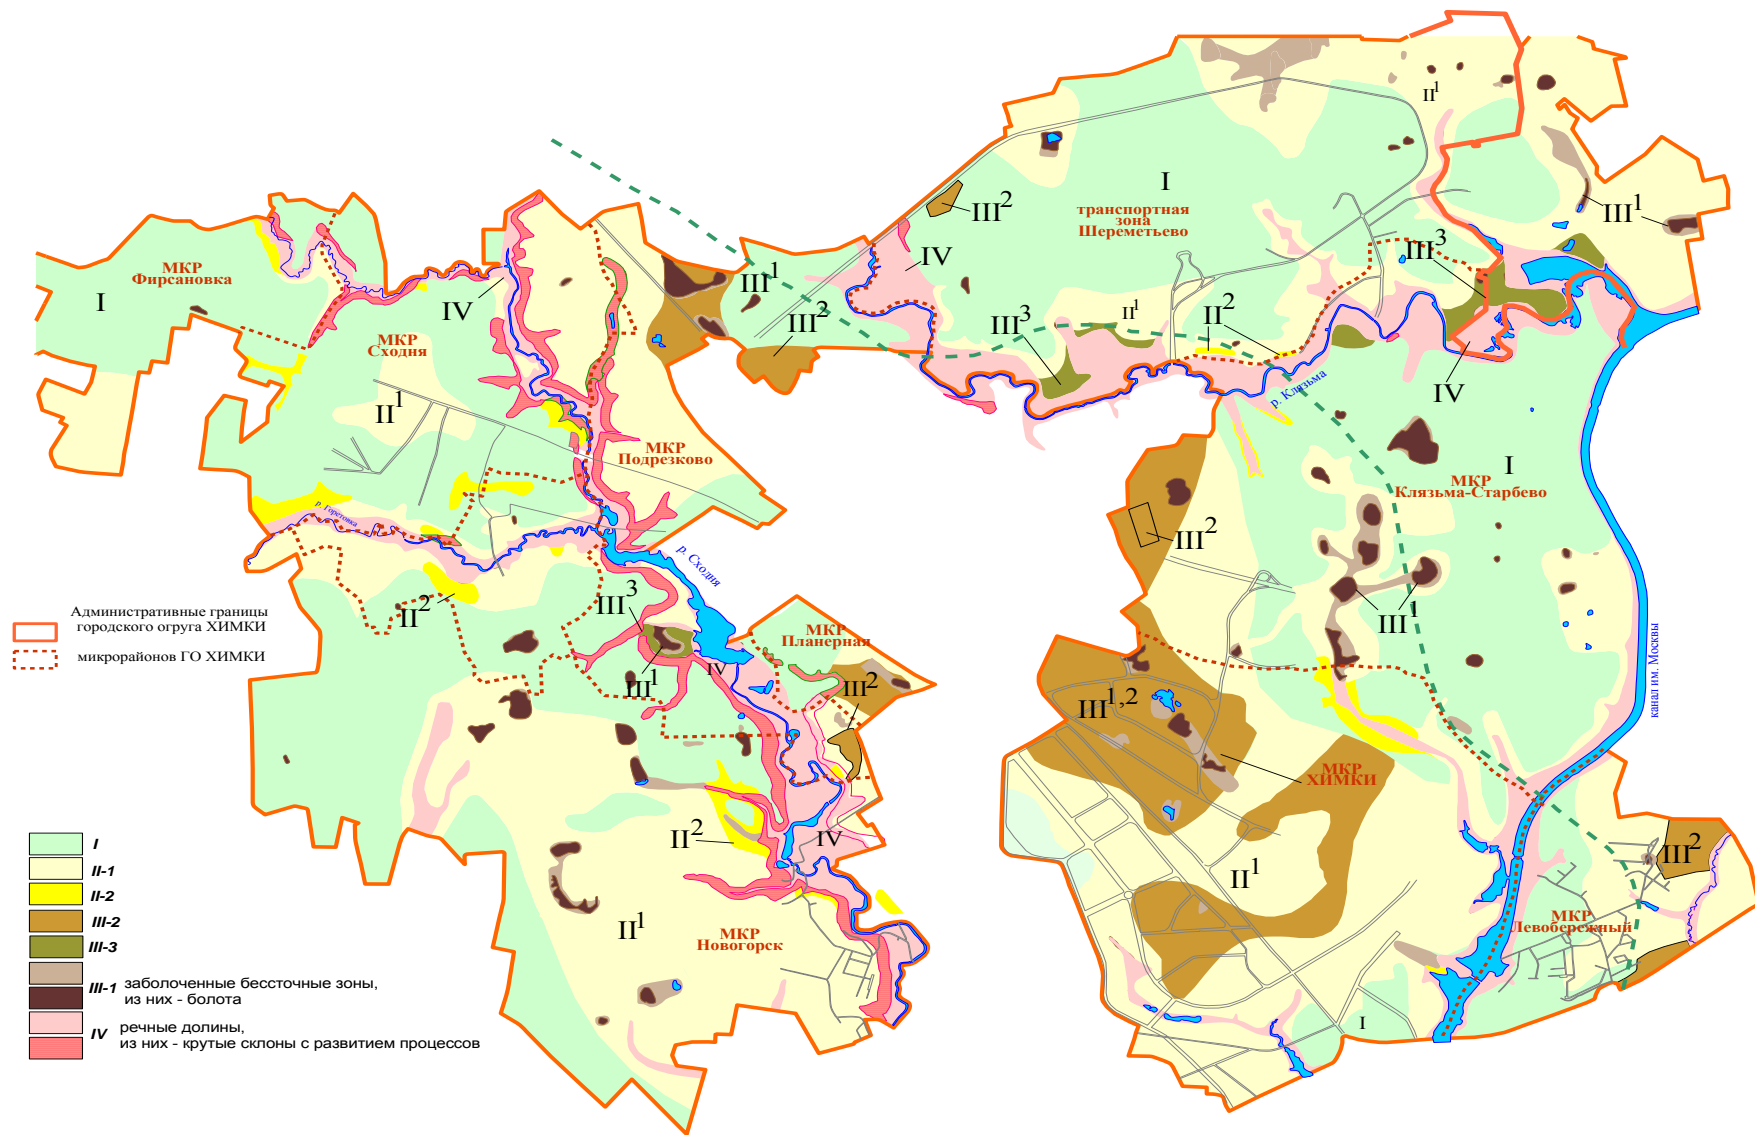 II¹
I
III²
транспортная
зона
Шереметьево
III¹
IV
III³
МКР
Фирсановка
I
IV
III¹
III²
III³
II¹
II²
МКР
Сходня
II¹
р. Клязьма
IV
МКР
Подрезково
I
МКР
Клязьма-Старбево
р. Горетовка
III²
р. Сходня
III³
II²
III¹
Административные границы
городского огруга ХИМКИ
микрорайонов ГО ХИМКИ
МКР
Планерная
IV
III¹
III²
III¹,²
канал им. Москвы
МКР
ХИМКИ
II²
IV
II¹
III²
I
II-1
II-2
III-2
III-3
III-1 заболоченные бессточные зоны,
из них - болота
IV речные долины,
из них - крутые склоны с развитием процессов
II¹
МКР
Новогорск
МКР
Левобережный
I